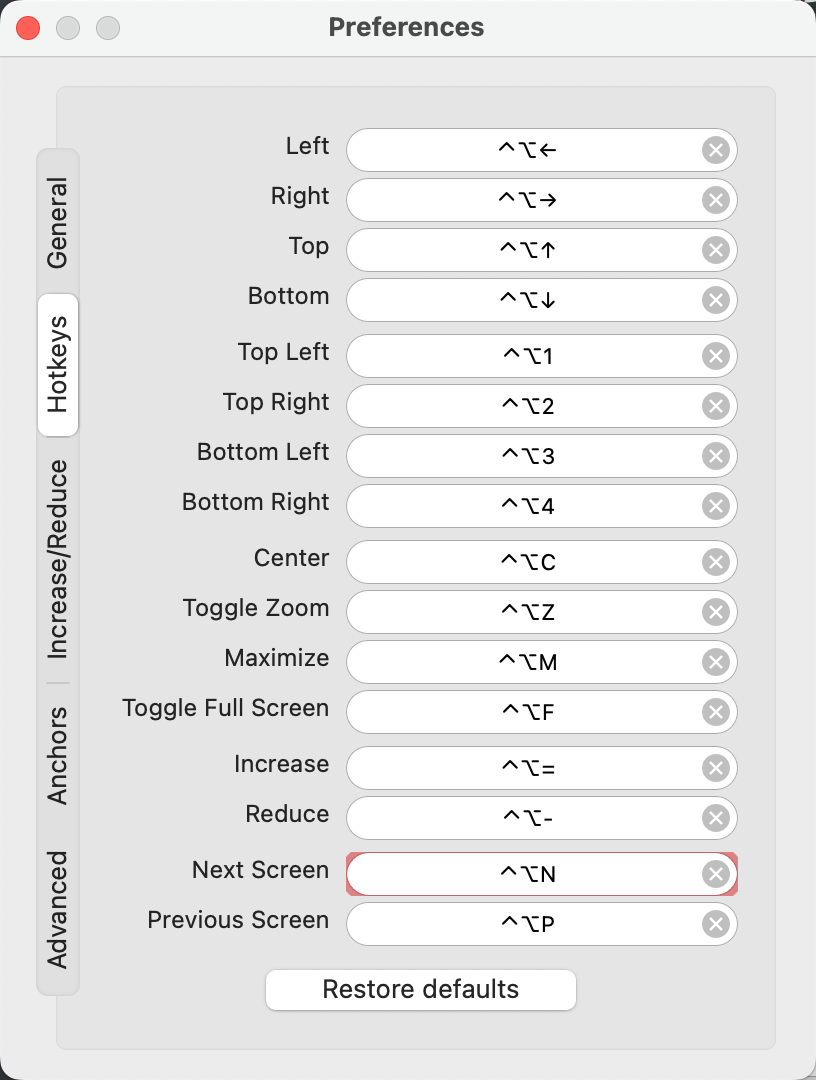 Preferences
General
Hotkeys
Increase/Reduce
Anchors
Advanced
Left ^⌥←
Right ^⌥→
Top ^⌥↑
Bottom ^⌥↓
Top Left ^⌥1
Top Right ^⌥2
Bottom Left ^⌥3
Bottom Right ^⌥4
Center ^⌥C
Toggle Zoom ^⌥Z
Maximize ^⌥M
Toggle Full Screen ^⌥F
Increase ^⌥=
Reduce ^⌥-
Next Screen ^⌥N
Previous Screen ^⌥P
Restore defaults